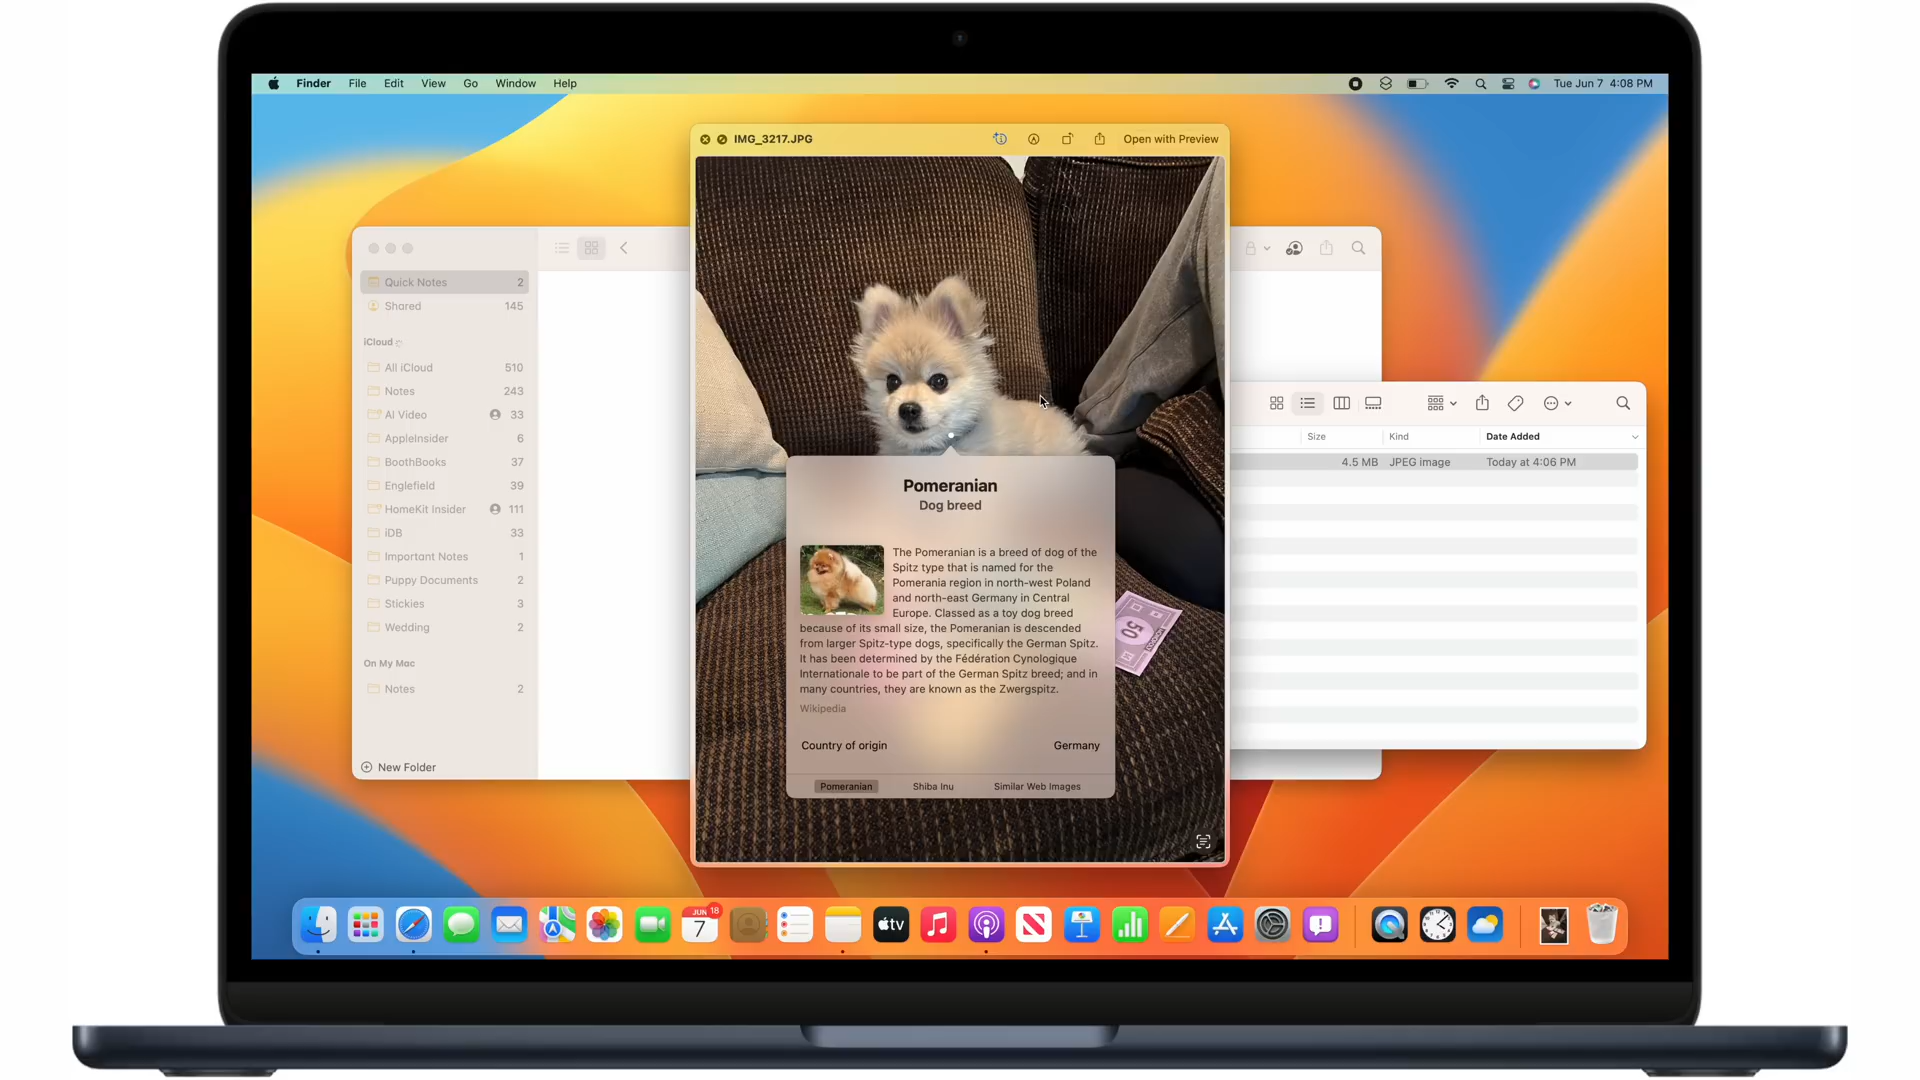 Finder File Edit View Go Window Help
Tue Jun 7 4:08 PM
IMG_3217.JPG
Open with Preview
Quick Notes 2
Shared 145
iCloud
All iCloud 510
Notes 243
AI Video 33
AppleInsider 6
BoothBooks 37
Englefield 39
HomeKit Insider 111
iDB 33
Important Notes 1
Puppy Documents 2
Stickies 3
Wedding 2
On My Mac
Notes 2
New Folder
Pomeranian
Dog breed
The Pomeranian is a breed of dog of the
Spitz type that is named for the
Pomerania region in north-west Poland
and north-east Germany in Central
Europe. Classed as a toy dog breed
because of its small size, the Pomeranian is descended
from larger Spitz-type dogs, specifically the German Spitz.
It has been determined by the Fédération Cynologique
Internationale to be part of the German Spitz breed; and in
many countries, they are known as the Zwergspitz.
Wikipedia
Country of origin Germany
Pomeranian Shiba Inu Similar Web Images
50
Size Kind Date Added
4.5 MB JPEG image Today at 4:06 PM
JUN 18
7
tv